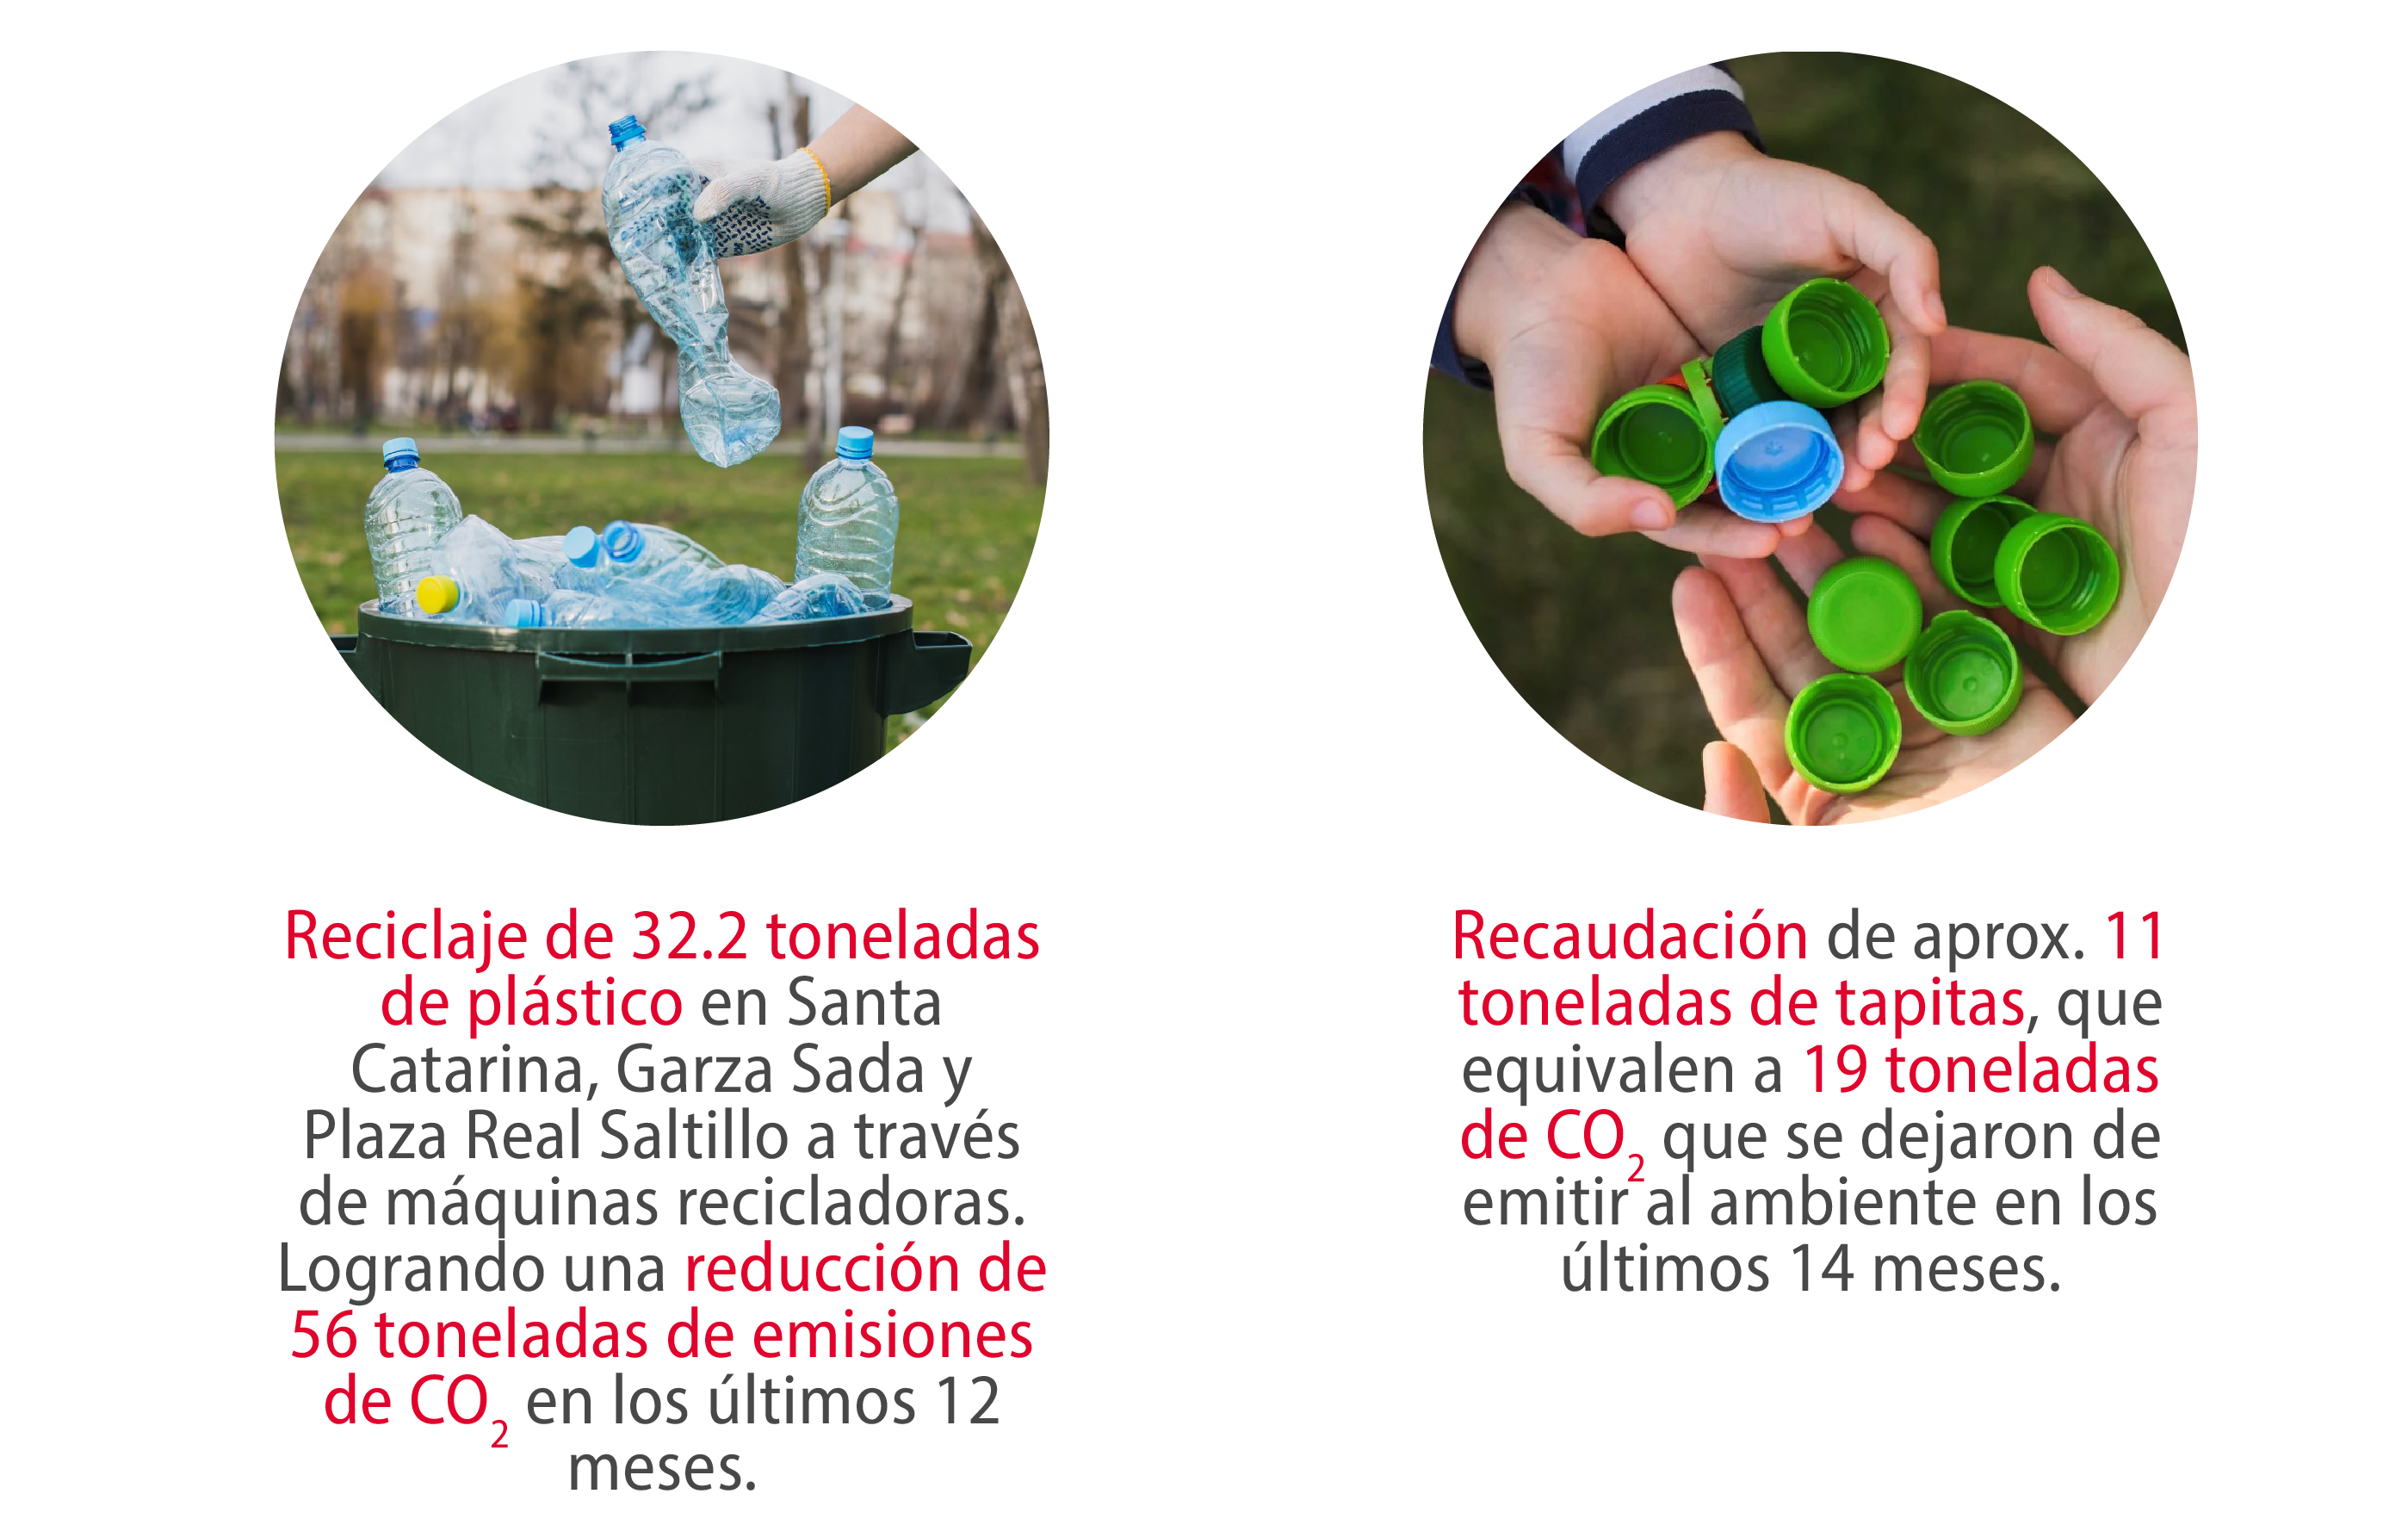 Reciclaje de 32.2 toneladas
de plástico en Santa
Catarina, Garza Sada y
Plaza Real Saltillo a través
de máquinas recicladoras.
Logrando una reducción de
56 toneladas de emisiones
de CO₂ en los últimos 12
meses.
Recaudación de aprox. 11
toneladas de tapitas, que
equivalen a 19 toneladas
de CO₂ que se dejaron de
emitir al ambiente en los
últimos 14 meses.